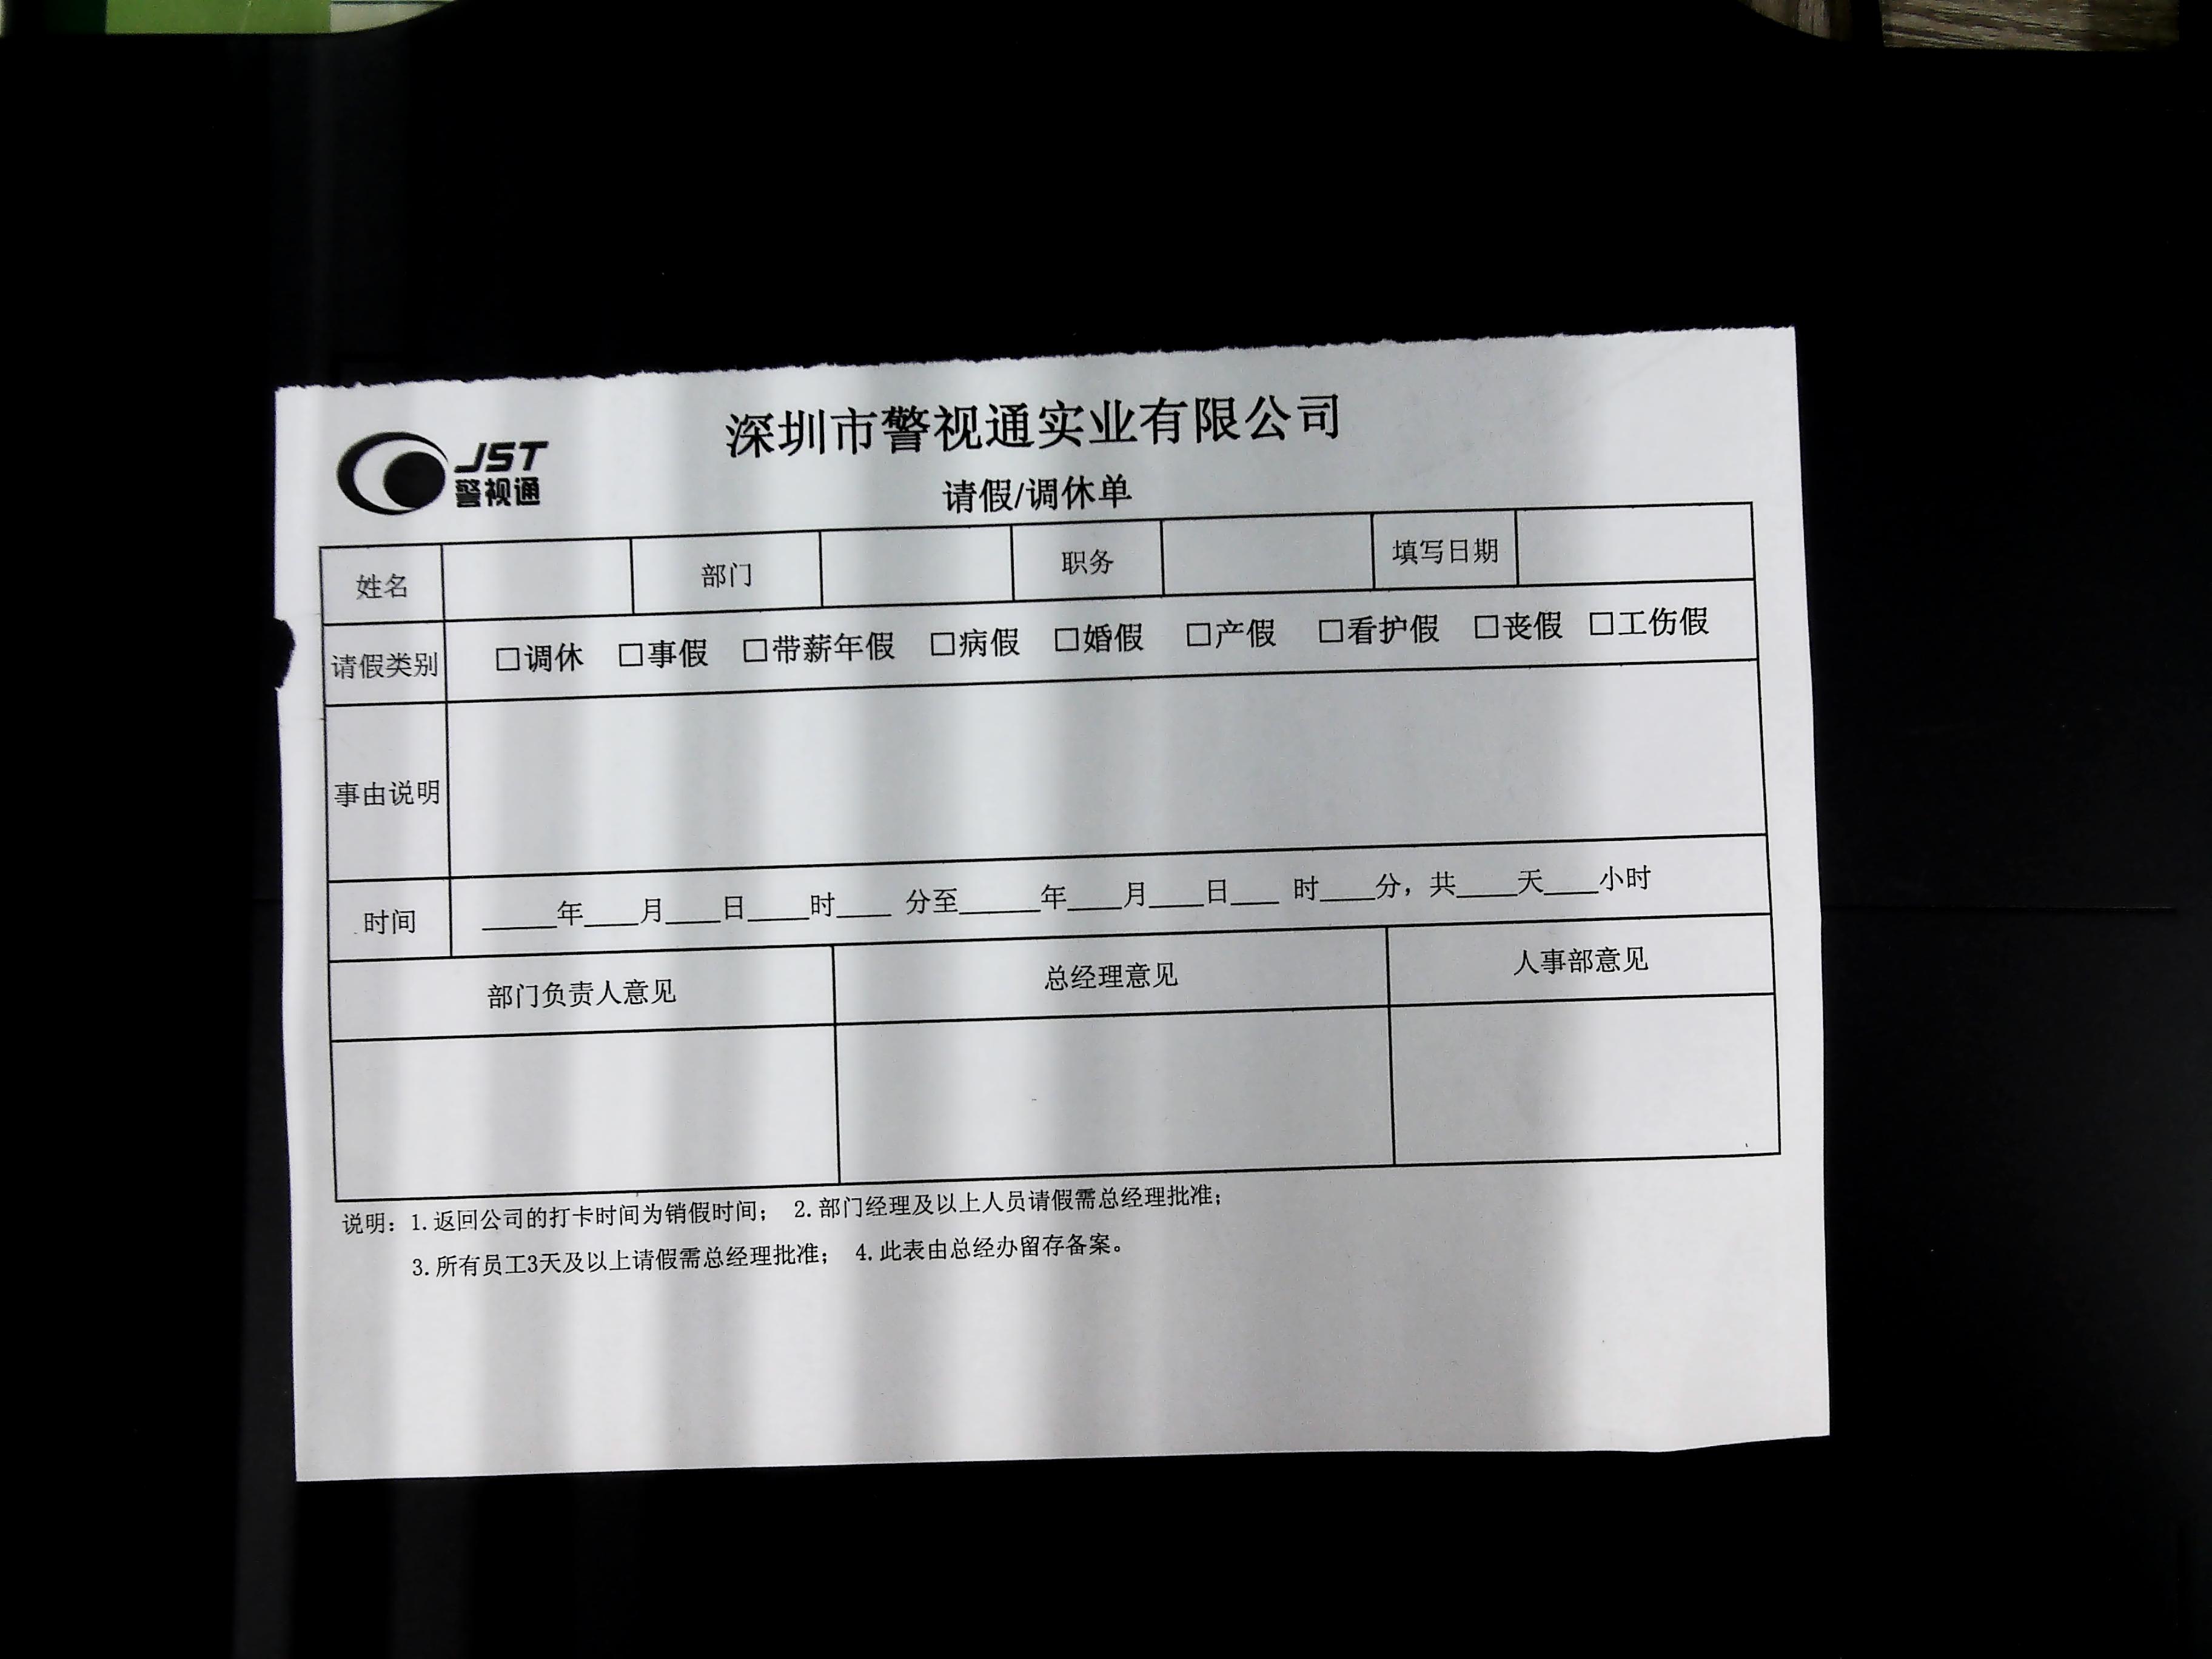 JST
警视通
深圳市警视通实业有限公司
请假/调休单
姓名 部门 职务 填写日期
请假类别 □调休 □事假 □带薪年假 □病假 □婚假 □产假 □看护假 □丧假 □工伤假
事由说明
时间 ____年____月____日____时____ 分至____年____月____日____ 时____分，共____天____小时
部门负责人意见 总经理意见 人事部意见
说明：1.返回公司的打卡时间为销假时间； 2.部门经理及以上人员请假需总经理批准；
3.所有员工3天及以上请假需总经理批准； 4.此表由总经办留存备案。